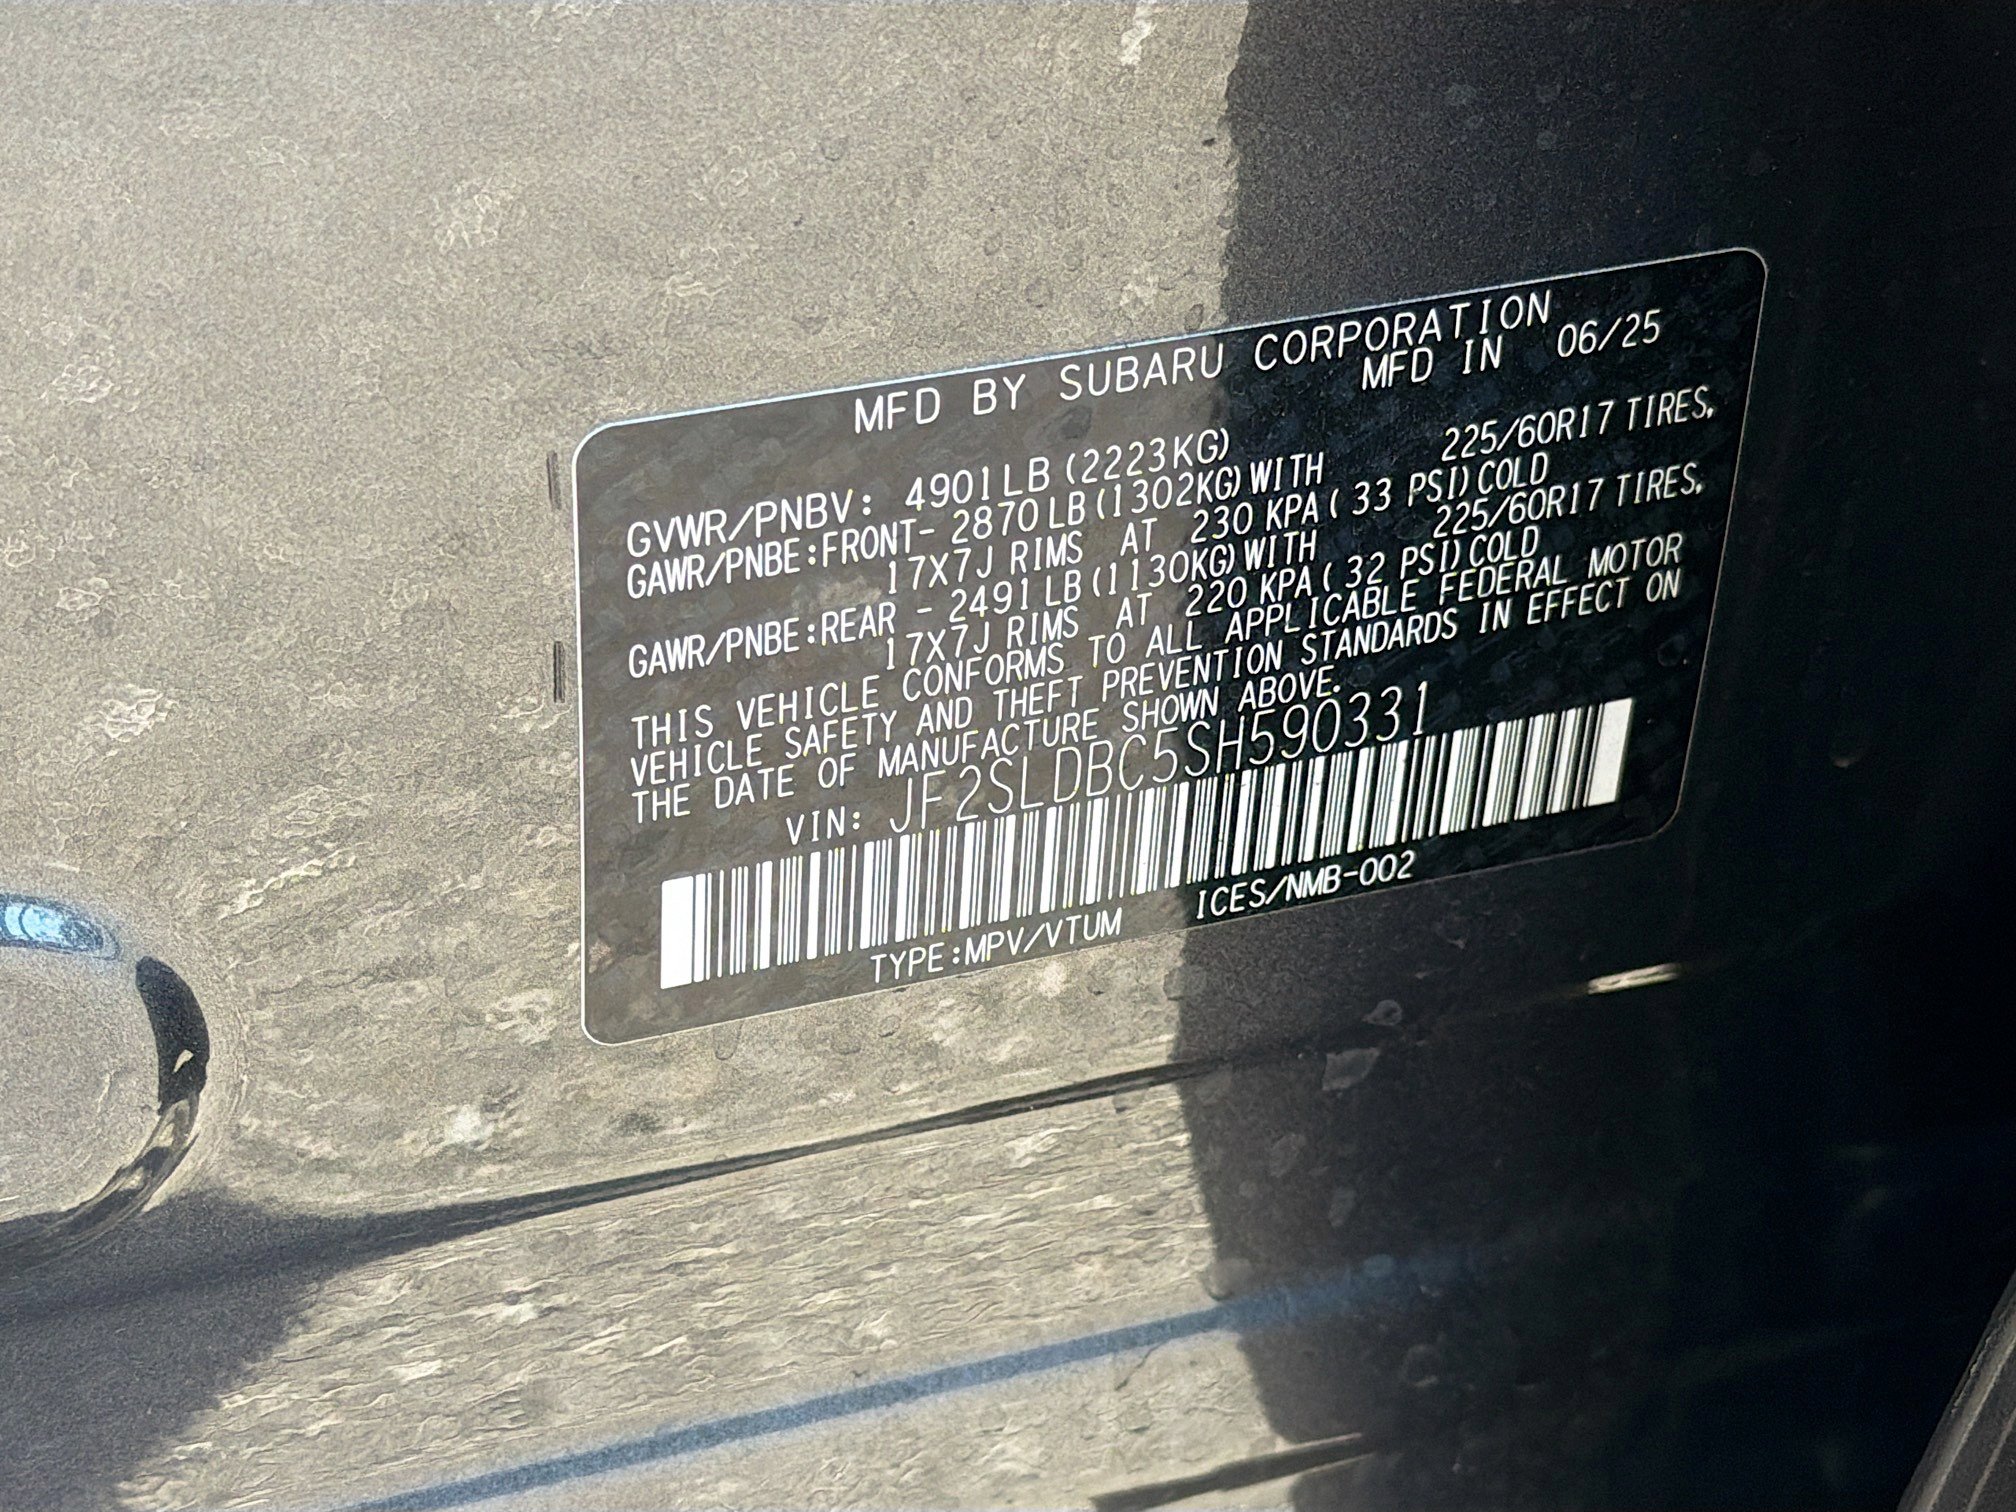 MFD BY SUBARU CORPORATION
MFD IN 06/25
GVWR/PNBV: 4901LB(2223KG)
GAWR/PNBE:FRONT- 2870LB(1302KG)WITH 225/60R17 TIRES,
17X7J RIMS AT 230 KPA( 33 PSI)COLD
GAWR/PNBE:REAR - 2491LB(1130KG)WITH 225/60R17 TIRES,
17X7J RIMS AT 220 KPA( 32 PSI)COLD
THIS VEHICLE CONFORMS TO ALL APPLICABLE FEDERAL MOTOR
VEHICLE SAFETY AND THEFT PREVENTION STANDARDS IN EFFECT ON
THE DATE OF MANUFACTURE SHOWN ABOVE.
VIN: JF2SLDBC5SH590331
TYPE:MPV/VTUM ICES/NMB-002